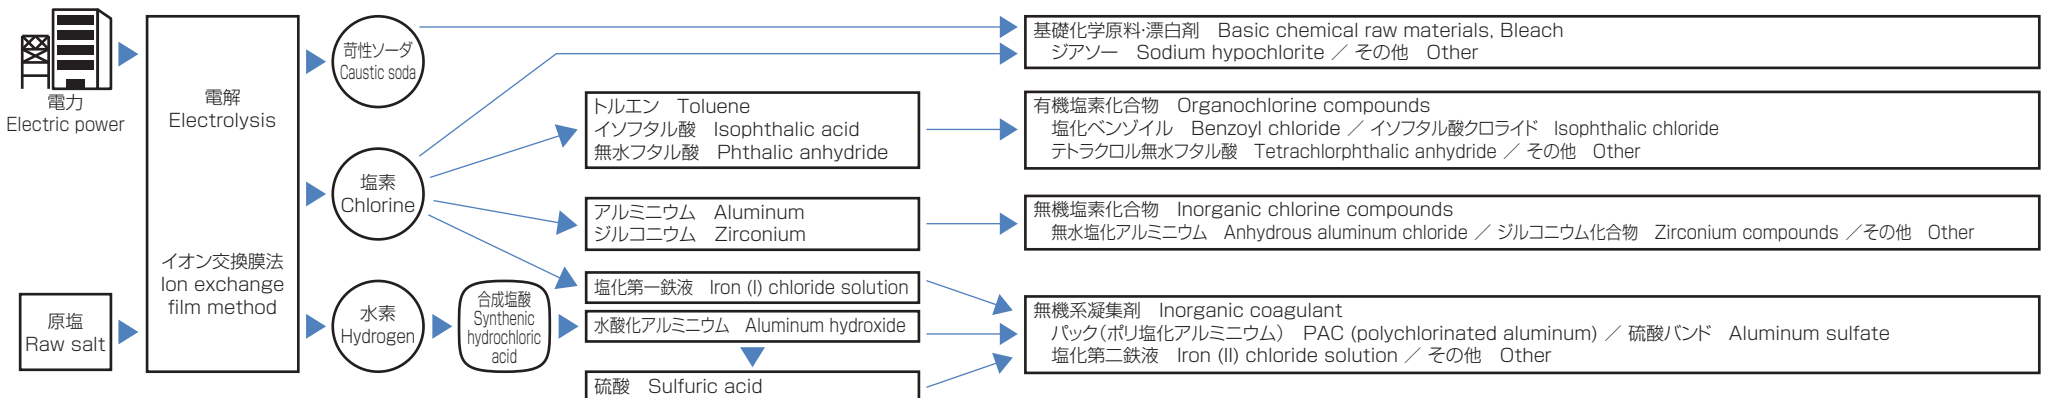 電力
Electric power
原塩
Raw salt
電解
Electrolysis
イオン交換膜法
Ion exchange
film method
苛性ソーダ
Caustic soda
塩素
Chlorine
水素
Hydrogen
合成塩酸
Synthenic
hydrochloric
acid
トルエン　Toluene
イソフタル酸　Isophthalic acid
無水フタル酸　Phthalic anhydride
アルミニウム　Aluminum
ジルコニウム　Zirconium
塩化第一鉄液　Iron (I) chloride solution
水酸化アルミニウム　Aluminum hydroxide
硫酸　Sulfuric acid
基礎化学原料・漂白剤　Basic chemical raw materials, Bleach
ジアソー　Sodium hypochlorite ／ その他　Other
有機塩素化合物　Organochlorine compounds
塩化ベンゾイル　Benzoyl chloride ／ イソフタル酸クロライド　Isophthalic chloride
テトラクロル無水フタル酸　Tetrachlorphthalic anhydride ／ その他　Other
無機塩素化合物　Inorganic chlorine compounds
無水塩化アルミニウム　Anhydrous aluminum chloride ／ ジルコニウム化合物　Zirconium compounds ／その他　Other
無機系凝集剤　Inorganic coagulant
パック（ポリ塩化アルミニウム）　PAC (polychlorinated aluminum) ／ 硫酸バンド　Aluminum sulfate
塩化第二鉄液　Iron (II) chloride solution ／ その他　Other